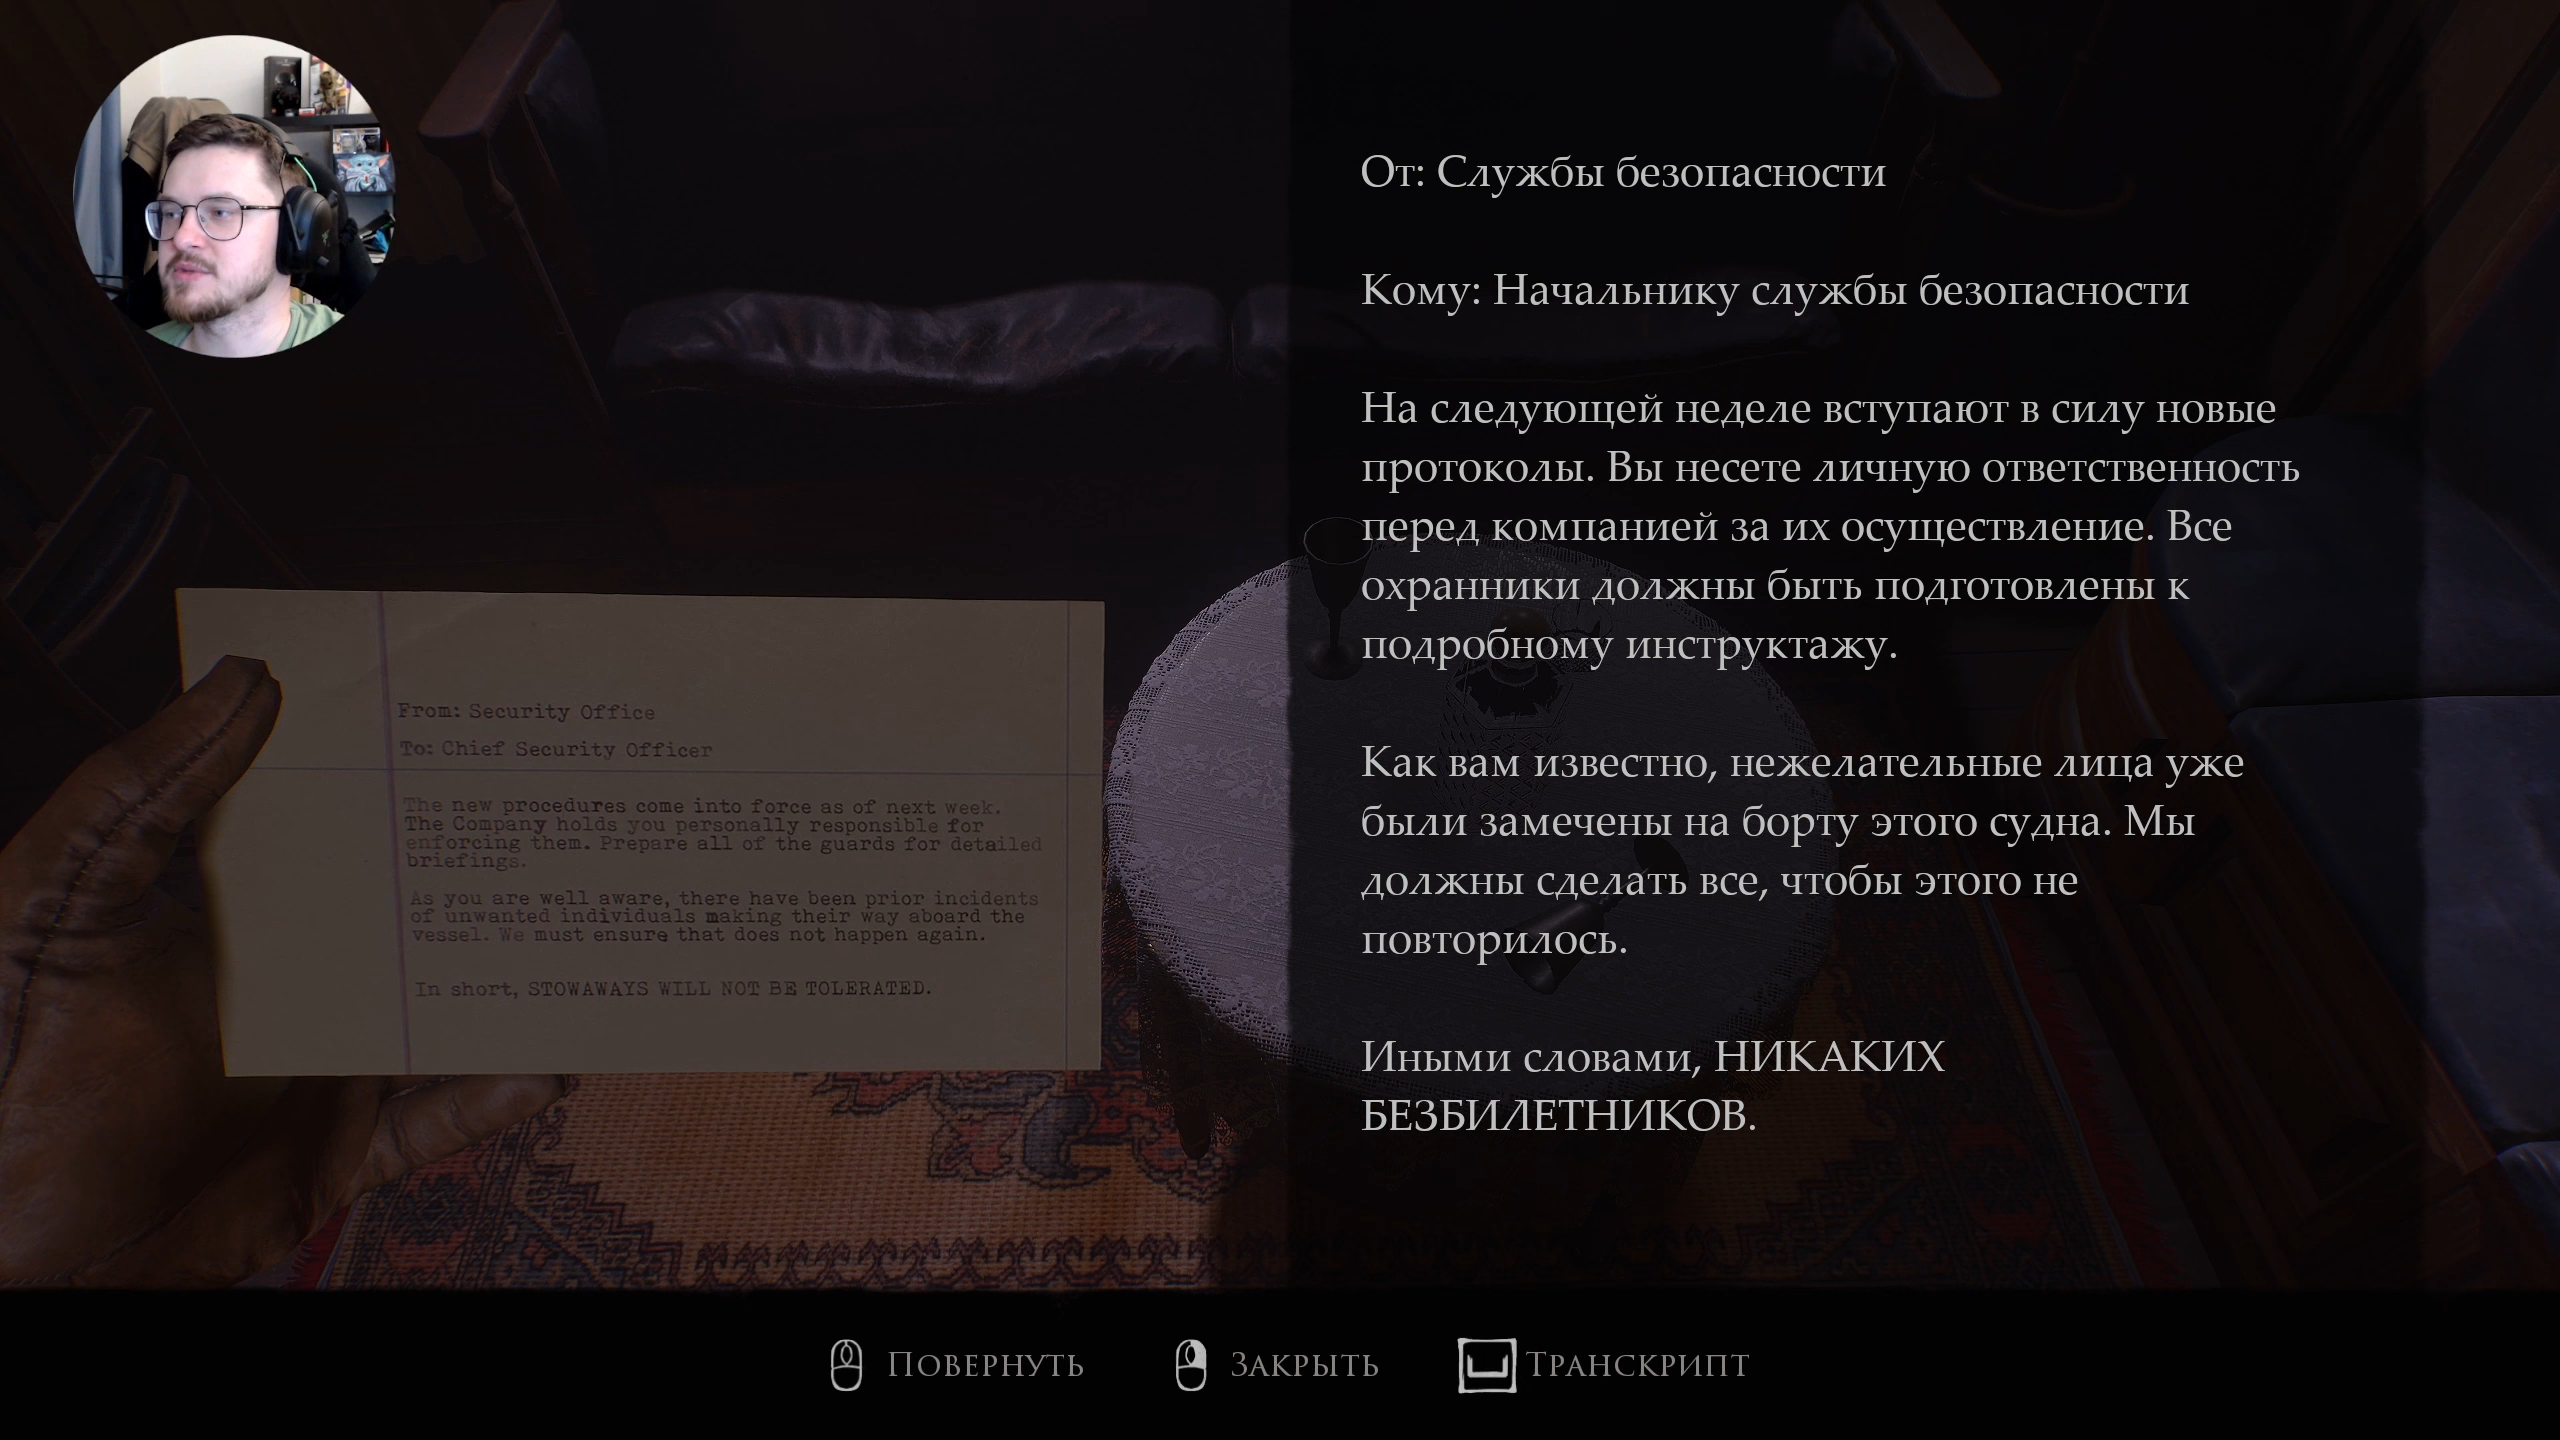 От: Службы безопасности
Кому: Начальнику службы безопасности
На следующей неделе вступают в силу новые
протоколы. Вы несете личную ответственность
перед компанией за их осуществление. Все
охранники должны быть подготовлены к
подробному инструктажу.
Как вам известно, нежелательные лица уже
были замечены на борту этого судна. Мы
должны сделать все, чтобы этого не
повторилось.
Иными словами, НИКАКИХ
БЕЗБИЛЕТНИКОВ.
From: Security Office
To: Chief Security Officer
The new procedures come into force as of next week.
The Company holds you personally responsible for
enforcing them. Prepare all of the guards for detailed
briefings.
As you are well aware, there have been prior incidents
of unwanted individuals making their way aboard the
vessel. We must ensure that does not happen again.
In short, STOWAWAYS WILL NOT BE TOLERATED.
Повернуть
Закрыть
Транскрипт